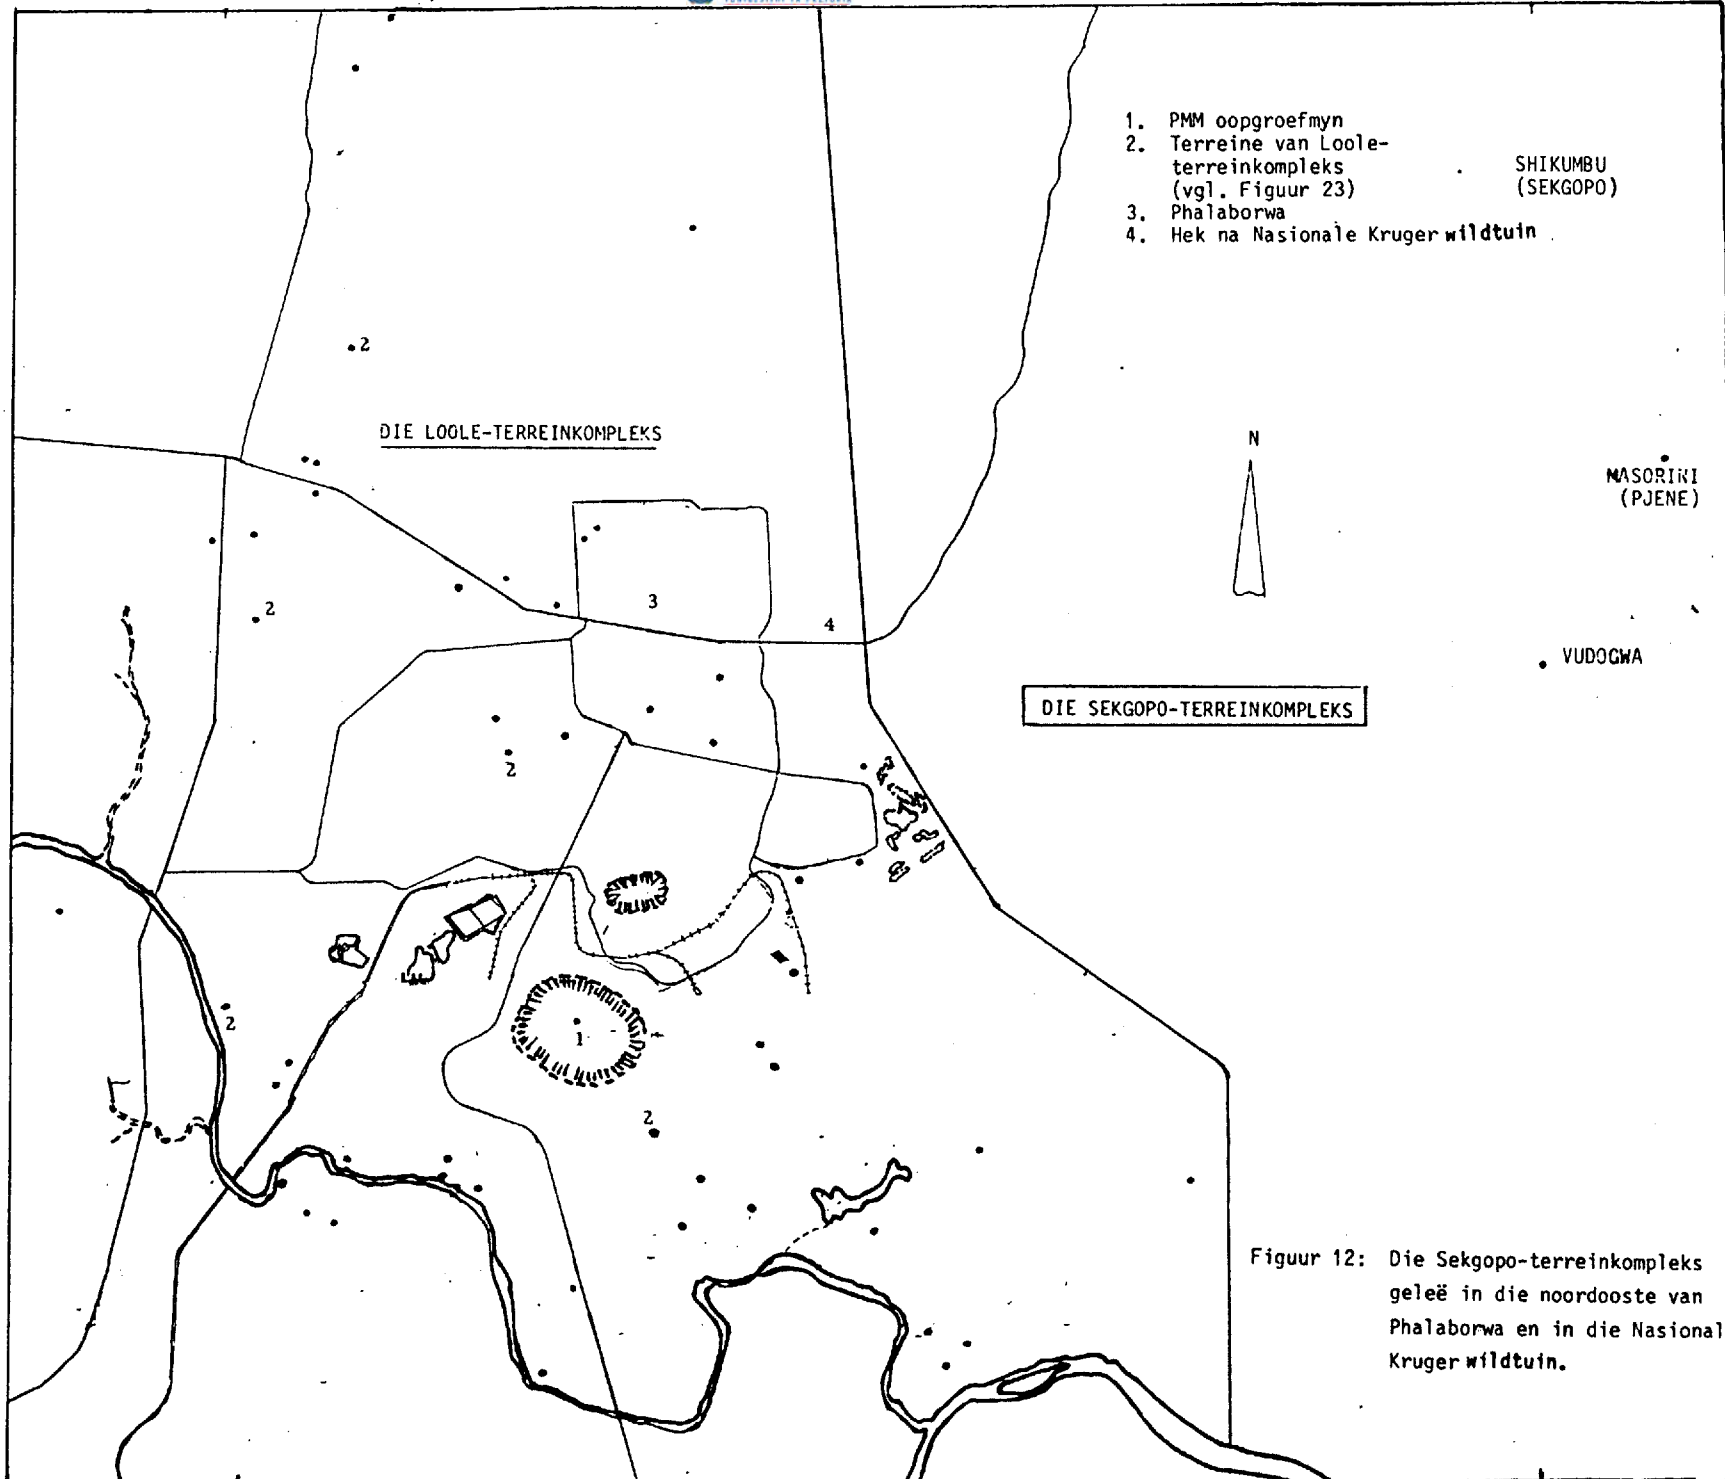 1. PMM oopgroefmyn
2. Terreine van Loole-
terreinkompleks
(vgl. Figuur 23)
3. Phalaborwa
4. Hek na Nasionale Kruger wildtuin
SHIKUMBU
(SEKGOPO)
2
DIE LOOLE-TERREINKOMPLEKS
N
MASORINI
(PJENE)
2
3
4
VUDOGWA
DIE SEKGOPO-TERREINKOMPLEKS
2
2
1
2
Figuur 12: Die Sekgopo-terreinkompleks
geleë in die noordooste van
Phalaborwa en in die Nasional
Kruger wildtuin.